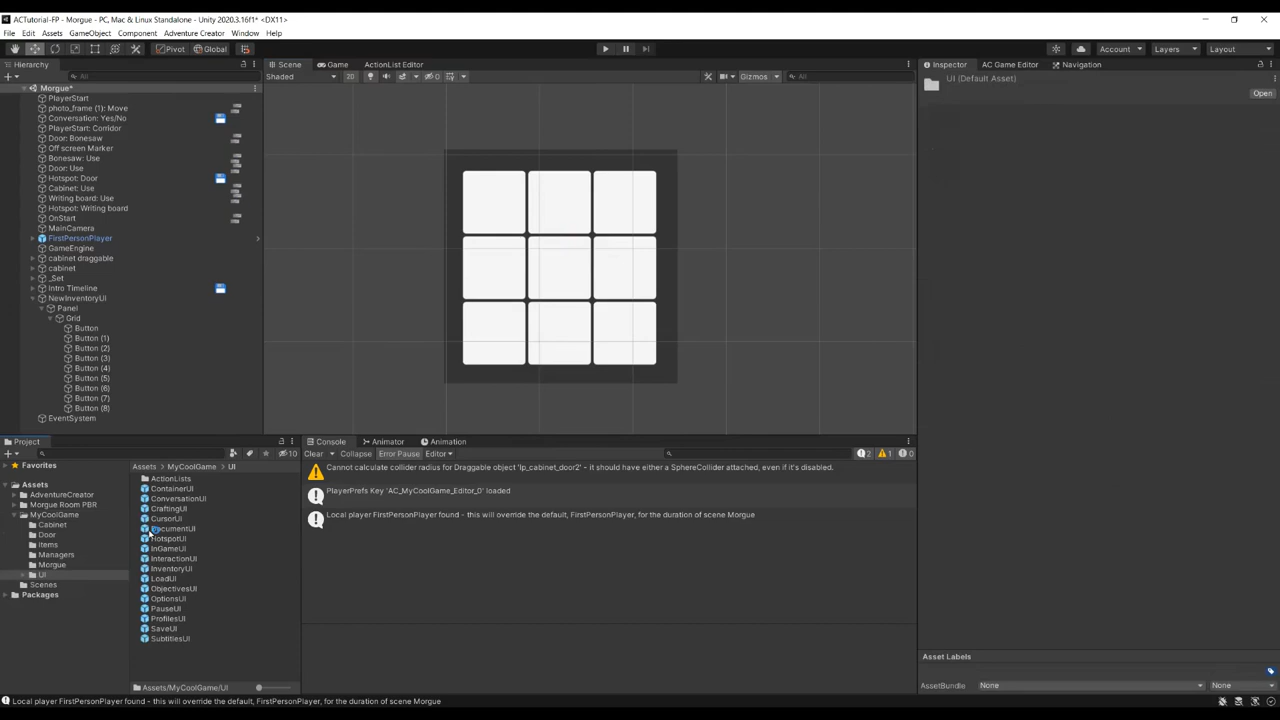 ACTutorial-FP - Morgue - PC, Mac & Linux Standalone - Unity 2020.3.16f1* <DX11>
File Edit Assets GameObject Component Adventure Creator Window Help
Pivot Global Account Layers Layout
Hierarchy
All
Morgue*
PlayerStart
photo_frame (1): Move
Conversation: Yes/No
PlayerStart: Corridor
Door: Bonesaw
Off screen Marker
Bonesaw: Use
Door: Use
Hotspot: Door
Cabinet: Use
Writing board: Use
Hotspot: Writing board
OnStart
MainCamera
FirstPersonPlayer
GameEngine
cabinet draggable
cabinet
_Set
Intro Timeline
NewInventoryUI
Panel
Grid
Button
Button (1)
Button (2)
Button (3)
Button (4)
Button (5)
Button (6)
Button (7)
Button (8)
EventSystem
Scene Game ActionList Editor
Shaded 2D 0 Gizmos All
Inspector AC Game Editor Navigation
UI (Default Asset)
Open
Project
10
Favorites
Assets
AdventureCreator
Morgue Room PBR
MyCoolGame
Cabinet
Door
Items
Managers
Morgue
UI
Scenes
Packages
Assets MyCoolGame UI
ActionLists
ContainerUI
ConversationUI
CraftingUI
CursorUI
DocumentUI
HotspotUI
InGameUI
InteractionUI
InventoryUI
LoadUI
ObjectivesUI
OptionsUI
PauseUI
ProfilesUI
SaveUI
SubtitlesUI
Assets/MyCoolGame/UI
Console Animator Animation
Clear Collapse Error Pause Editor 2 1 0
Cannot calculate collider radius for Draggable object 'lp_cabinet_door2' - it should have either a SphereCollider attached, even if it's disabled.
PlayerPrefs Key 'AC_MyCoolGame_Editor_0' loaded
Local player FirstPersonPlayer found - this will override the default, FirstPersonPlayer, for the duration of scene Morgue
Asset Labels
AssetBundle None None
Local player FirstPersonPlayer found - this will override the default, FirstPersonPlayer, for the duration of scene Morgue